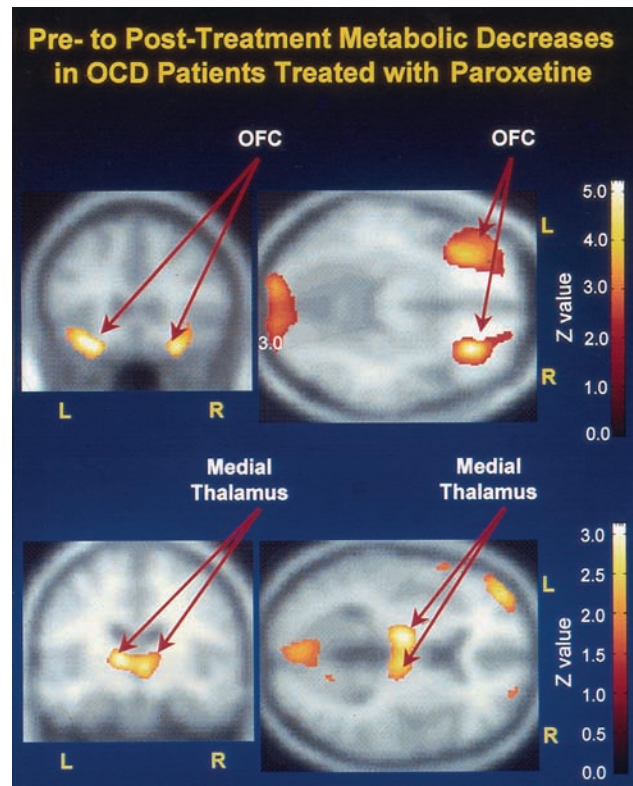 Pre- to Post-Treatment Metabolic Decreases
in OCD Patients Treated with Paroxetine
OFC
OFC
5.0
4.0
3.0
2.0
1.0
0.0
Z value
L
R
3.0
L
R
Medial
Thalamus
Medial
Thalamus
3.0
2.5
2.0
1.5
1.0
0.5
0.0
Z value
L
R
L
R